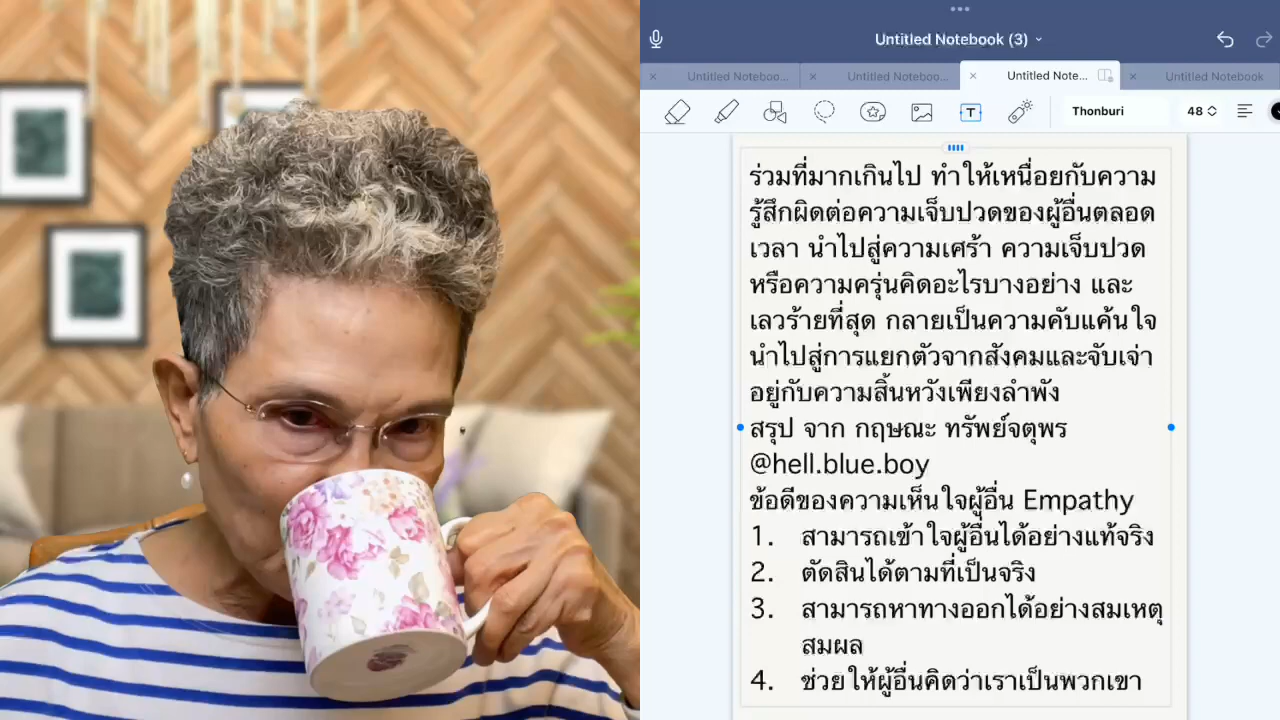 Untitled Notebook (3)
Untitled Noteboo...
Untitled Noteboo...
Untitled Note...
Untitled Notebook
T
Thonburi
48
ร่วมที่มากเกินไป ทำให้เหนื่อยกับความ
รู้สึกผิดต่อความเจ็บปวดของผู้อื่นตลอด
เวลา นำไปสู่ความเศร้า ความเจ็บปวด
หรือความครุ่นคิดอะไรบางอย่าง และ
เลวร้ายที่สุด กลายเป็นความคับแค้นใจ
นำไปสู่การแยกตัวจากสังคมและจับเจ่า
อยู่กับความสิ้นหวังเพียงลำพัง
สรุป จาก กฤษณะ ทรัพย์จตุพร
@hell.blue.boy
ข้อดีของความเห็นใจผู้อื่น Empathy
1. สามารถเข้าใจผู้อื่นได้อย่างแท้จริง
2. ตัดสินได้ตามที่เป็นจริง
3. สามารถหาทางออกได้อย่างสมเหตุ
สมผล
4. ช่วยให้ผู้อื่นคิดว่าเราเป็นพวกเขา